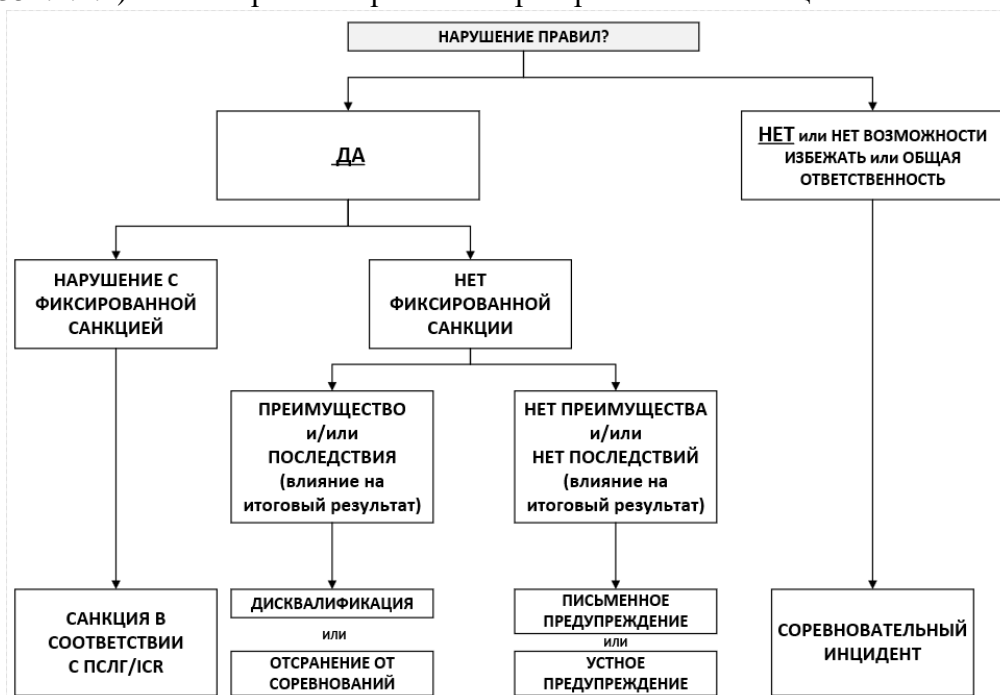 НАРУШЕНИЕ ПРАВИЛ?
ДА
НЕТ или НЕТ ВОЗМОЖНОСТИ
ИЗБЕЖАТЬ или ОБЩАЯ
ОТВЕТСТВЕННОСТЬ
НАРУШЕНИЕ С
ФИКСИРОВАННОЙ
САНКЦИЕЙ
НЕТ
ФИКСИРОВАННОЙ
САНКЦИИ
ПРЕИМУЩЕСТВО
и/или
ПОСЛЕДСТВИЯ
(влияние на
итоговый результат)
НЕТ ПРЕИМУЩЕСТВА
и/или
НЕТ ПОСЛЕДСТВИЙ
(влияние на
итоговый результат)
САНКЦИЯ В
СООТВЕТСТВИИ
С ПСЛГ/ICR
ДИСКВАЛИФИКАЦИЯ
или
ОТСРАНЕНИЕ ОТ
СОРЕВНОВАНИЙ
ПИСЬМЕННОЕ
ПРЕДУПРЕЖДЕНИЕ
или
УСТНОЕ
ПРЕДУПРЕЖДЕНИЕ
СОРЕВНОВАТЕЛЬНЫЙ
ИНЦИДЕНТ